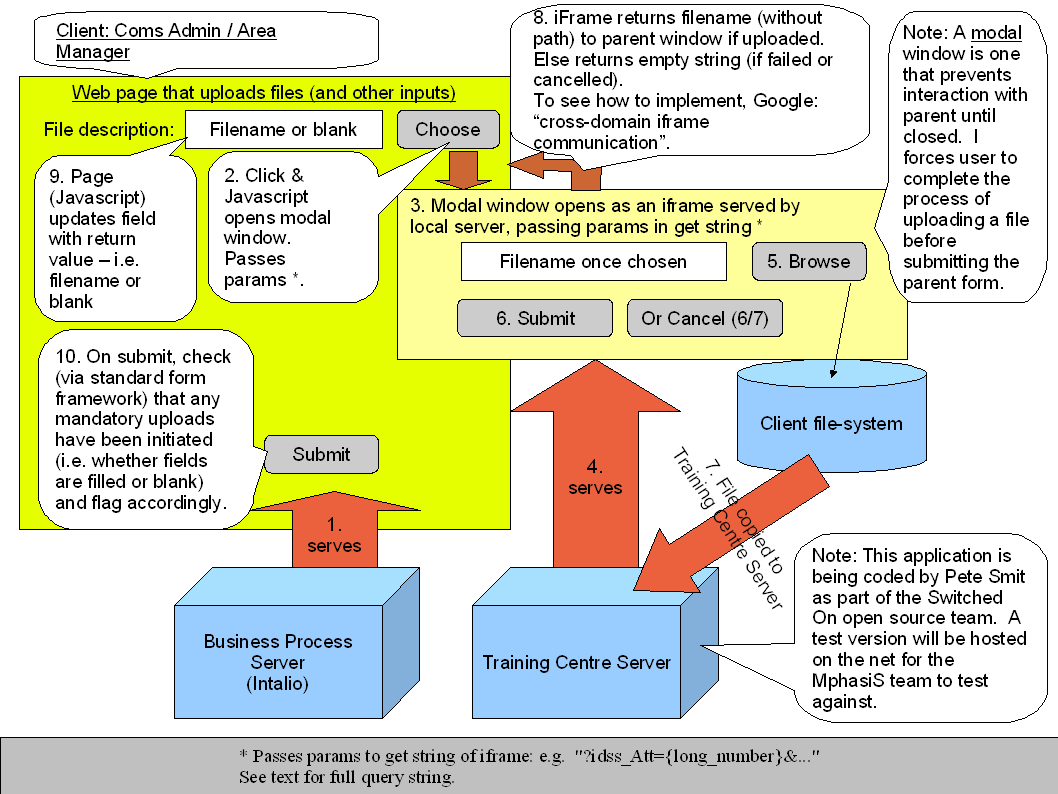 Client: Coms Admin / Area
Manager
Web page that uploads files (and other inputs)
File description:
Filename or blank
Choose
8. iFrame returns filename (without
path) to parent window if uploaded.
Else returns empty string (if failed or
cancelled).
To see how to implement, Google:
“cross-domain iframe
communication”.
Note: A modal
window is one
that prevents
interaction with
parent until
closed. I
forces user to
complete the
process of
uploading a file
before
submitting the
parent form.
9. Page
(Javascript)
updates field
with return
value – i.e.
filename or
blank
2. Click &
Javascript
opens modal
window.
Passes
params *.
3. Modal window opens as an iframe served by
local server, passing params in get string *
Filename once chosen
5. Browse
6. Submit
Or Cancel (6/7)
10. On submit, check
(via standard form
framework) that any
mandatory uploads
have been initiated
(i.e. whether fields
are filled or blank)
and flag accordingly.
Submit
1.
serves
4.
serves
Client file-system
7. File copied to
Training Centre Server
Business Process
Server
(Intalio)
Training Centre Server
Note: This application is
being coded by Pete Smit
as part of the Switched
On open source team. A
test version will be hosted
on the net for the
MphasiS team to test
against.
* Passes params to get string of iframe: e.g. "?idss_Att={long_number}&..."
See text for full query string.